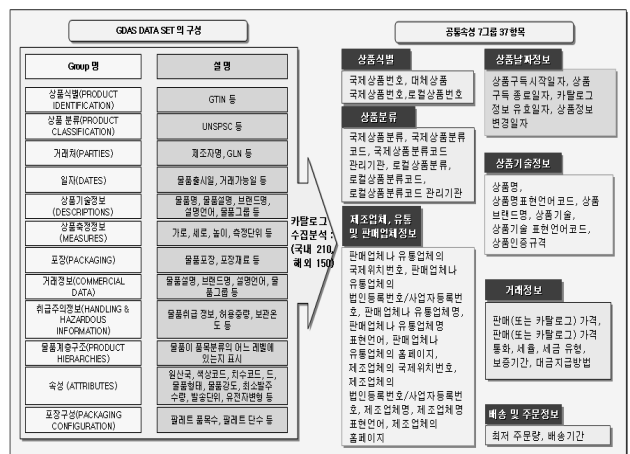 GDAS DATA SET 의 구성
Group 명
설 명
상품식별(PRODUCT
IDENTIFICATION)
GTIN 등
상품 분류(PRODUCT
CLASSIFICATION)
UNSPSC 등
거래처(PARTIES)
제조자명, GLN 등
일자(DATES)
물품출시일, 거래가능일 등
상품기술정보
(DESCRIPTIONS)
물품명, 물품설명, 브랜드명,
설명언어, 물품그룹 등
상품측정정보
(MEASURES)
가로, 세로, 높이, 측정단위 등
포장(PACKAGING)
물품포장, 포장재료 등
거래정보(COMMERCIAL
DATA)
물품설명, 브랜드명, 설명언어, 물
품그룹 등
취급주의정보(HANDLING &
HAZARDOUS
INFORMATION)
물품취급 정보, 허용중량, 보관온
도 등
물품계층구조(PRODUCT
HIERARCHIES)
물품이 품목분류의 어느 레벨에
있는지 표시
속성 (ATTRIBUTES)
원산국, 색상코드, 치수코드, 드,
물품형태, 물품강도, 최소발주
수량, 발송단위, 유전자변형 등
포장구성(PACKAGING
CONFIGURATION)
팔레트 품목수, 팔레트 단수 등
카탈로그
수집분석 :
(국내 210,
해외 150)
공통속성 7그룹 37항목
상품식별
국제상품번호, 대체상품
국제상품번호,로컬상품번호
상품분류
국제상품분류, 국제상품분류
코드, 국제상품분류코드
관리기관, 로컬상품분류,
로컬상품분류코드,
로컬상품분류코드 관리기관
제조업체, 유통
및 판매업체정보
판매업체나 유통업체의
국제위치번호, 판매업체나
유통업체의
법인등록번호/사업자등록번
호, 판매업체나 유통업체명,
판매업체나 유통업체명
표현언어, 판매업체나
유통업체의 홈페이지,
제조업체의 국제위치번호,
제조업체의
법인등록번호/사업자등록번
호, 제조업체명, 제조업체명
표현언어, 제조업체의
홈페이지
상품날짜정보
상품구득시작일자, 상품
구득 종료일자, 카탈로그
정보 유효일자, 상품정보
변경일자
상품기술정보
상품명,
상품명표현언어코드, 상품
브랜드명, 상품기술,
상품기술 표현언어코드,
상품인증규격
거래정보
판매(또는 카탈로그) 가격,
판매(또는 카탈로그) 가격
통화, 세율, 세금 유형,
보증기간, 대금지급방법
배송 및 주문정보
최저 주문량, 배송기간